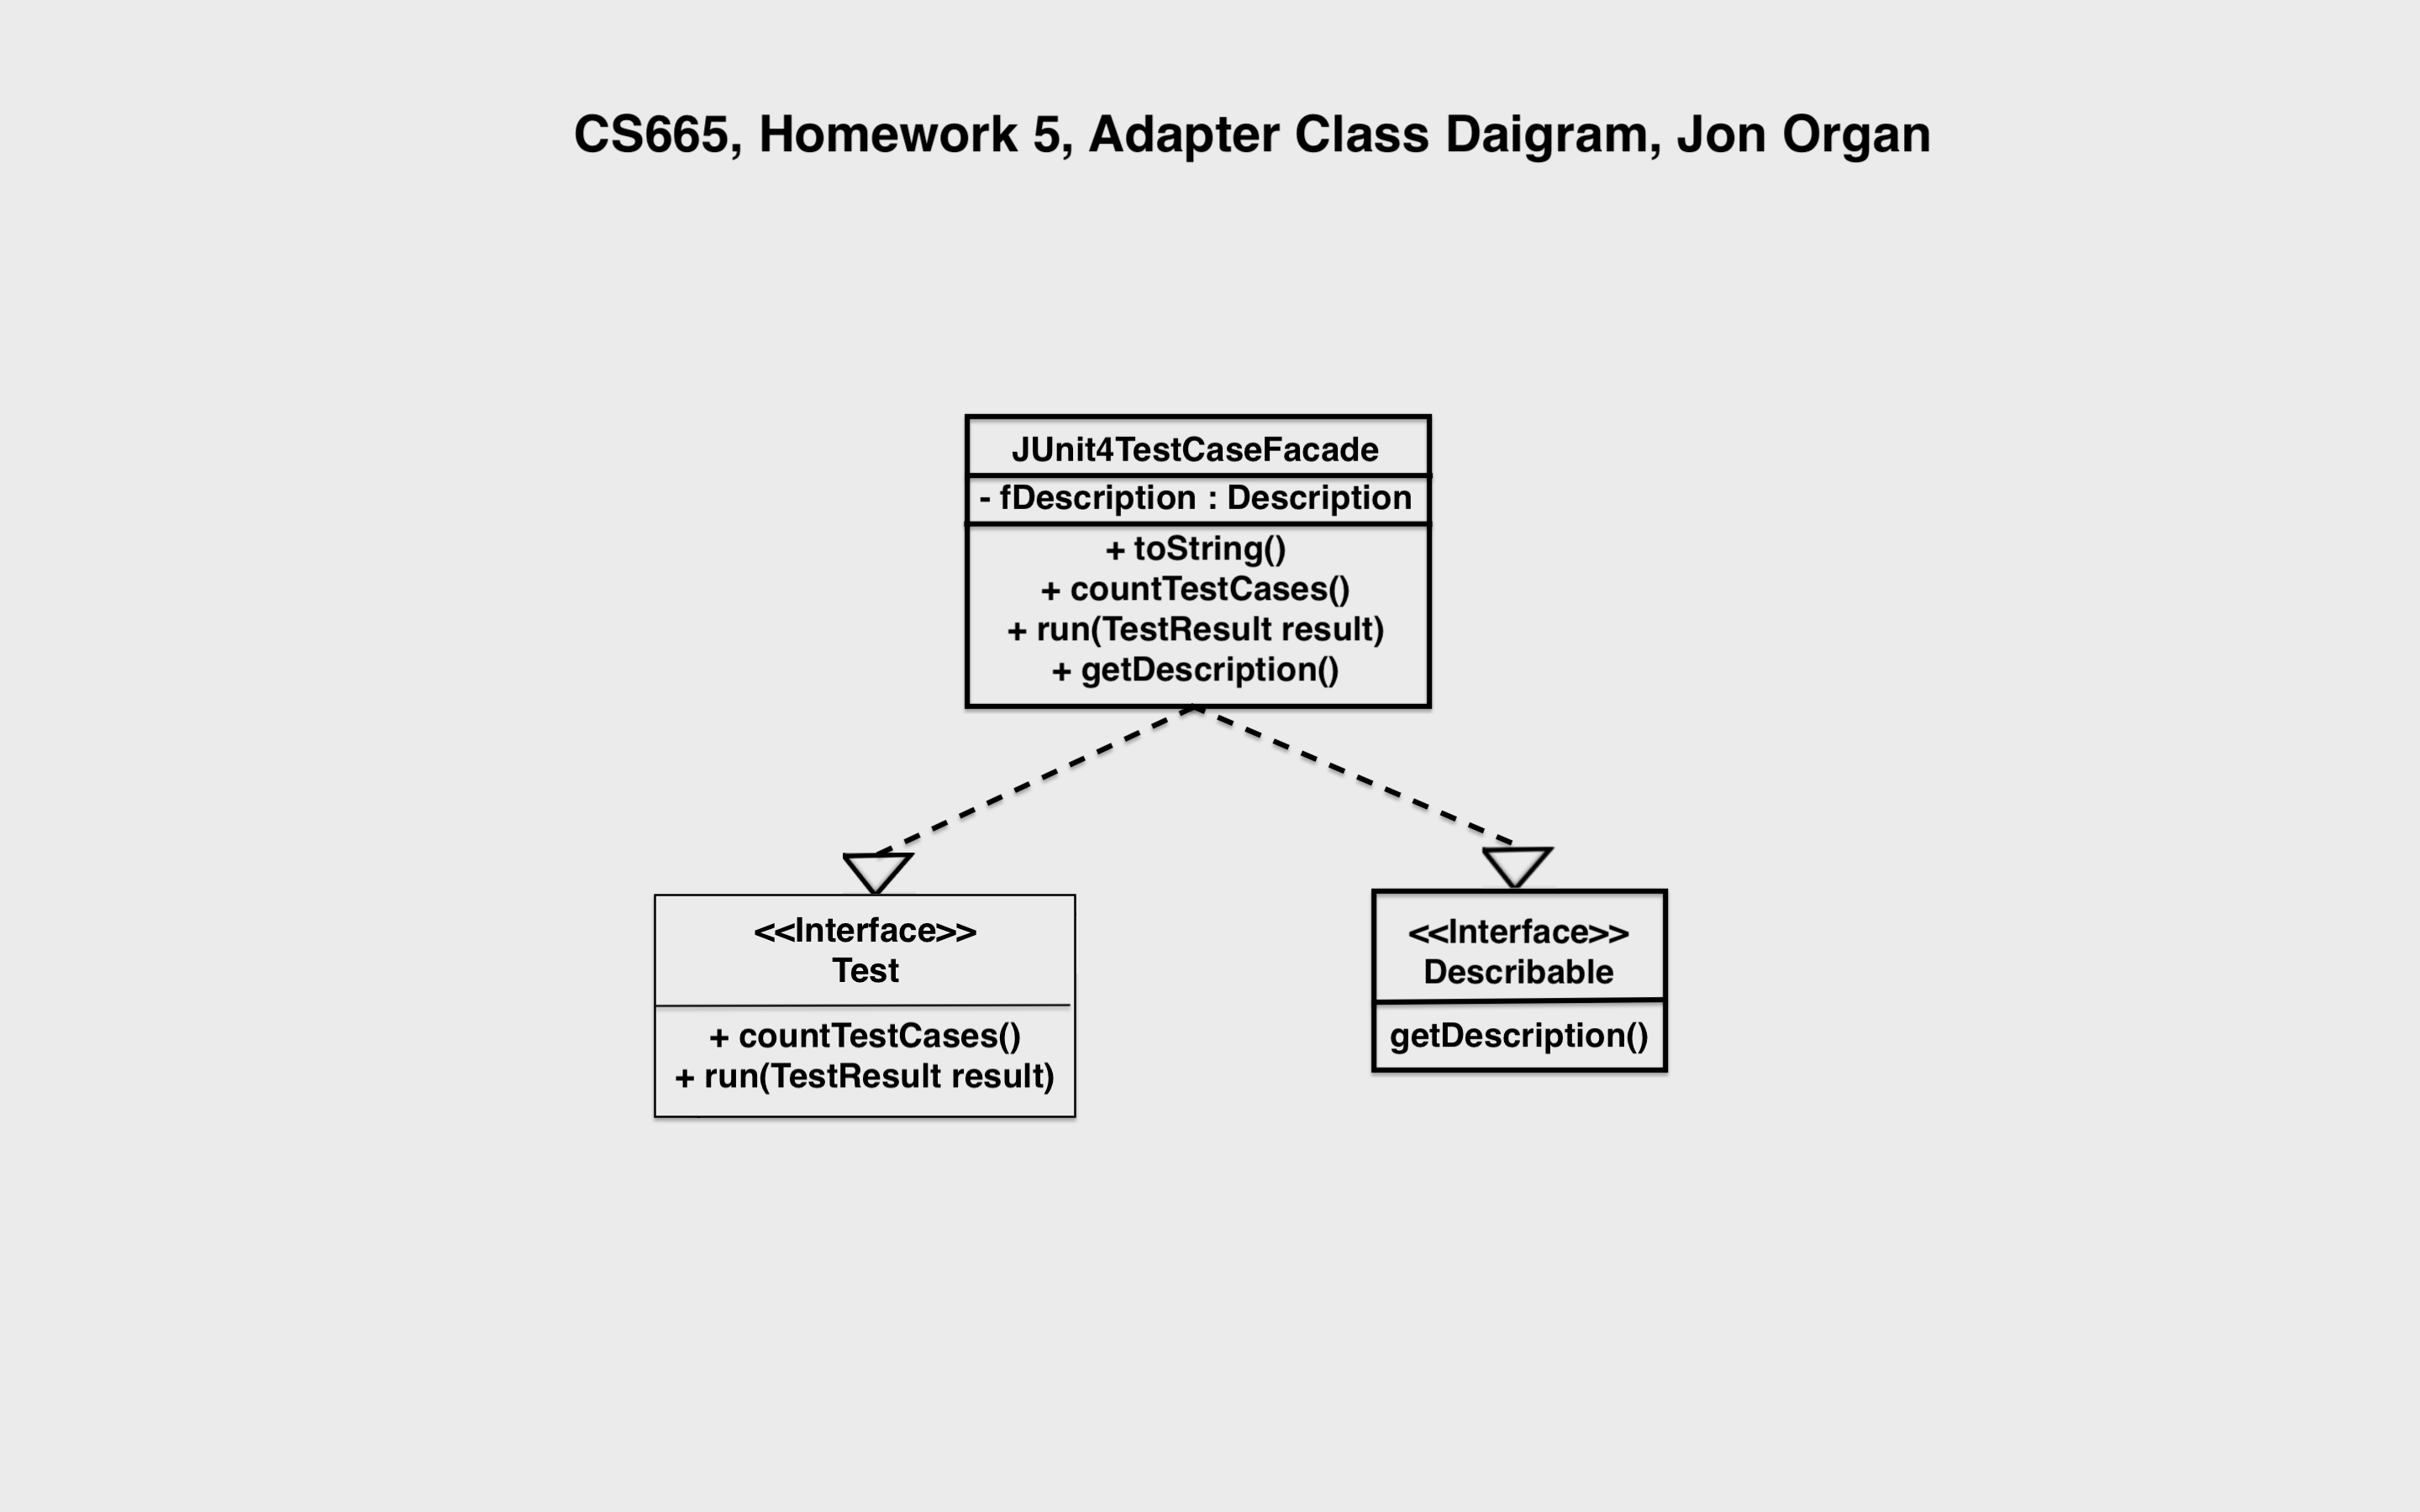 CS665, Homework 5, Adapter Class Daigram, Jon Organ
JUnit4TestCaseFacade
- fDescription : Description
+ toString()
+ countTestCases()
+ run(TestResult result)
+ getDescription()
<<Interface>>
Test
+ countTestCases()
+ run(TestResult result)
<<Interface>>
Describable
getDescription()